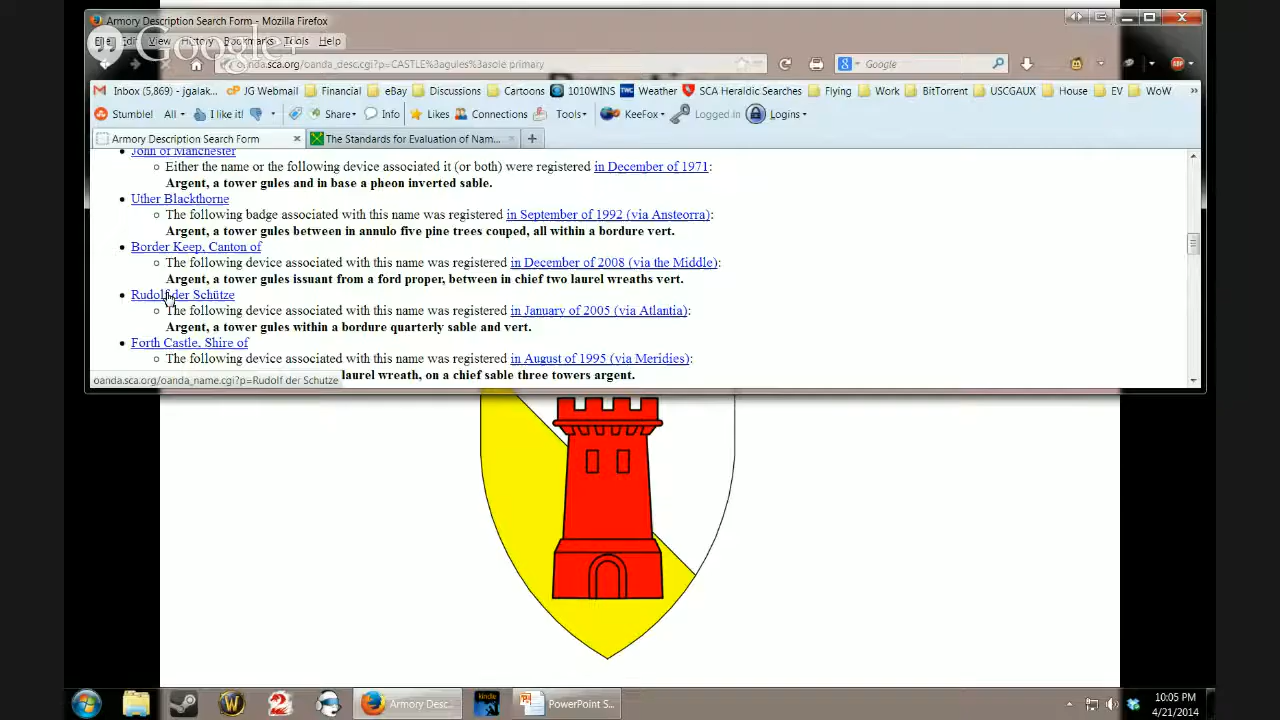 Armory Description Search Form - Mozilla Firefox
Google+
File Edit View History Bookmarks Tools Help
oanda.sca.org/oanda_desc.cgi?p=CASTLE%3agules%3asole primary
Google
Inbox (5,869) - jgalak... JG Webmail Financial eBay Discussions Cartoons 1010WINS Weather SCA Heraldic Searches Flying Work BitTorrent USCGAUX House EV WoW »
Stumble! All I like it! Share Info Likes Connections Tools KeeFox Logged in Logins
Armory Description Search Form × The Standards for Evaluation of Nam... × +
John of Manchester
Either the name or the following device associated it (or both) were registered in December of 1971:
Argent, a tower gules and in base a pheon inverted sable.
Uther Blackthorne
The following badge associated with this name was registered in September of 1992 (via Ansteorra):
Argent, a tower gules between in annulo five pine trees couped, all within a bordure vert.
Border Keep, Canton of
The following device associated with this name was registered in December of 2008 (via the Middle):
Argent, a tower gules issuant from a ford proper, between in chief two laurel wreaths vert.
Rudolf der Schütze
The following device associated with this name was registered in January of 2005 (via Atlantia):
Argent, a tower gules within a bordure quarterly sable and vert.
Forth Castle, Shire of
The following device associated with this name was registered in August of 1995 (via Meridies):
laurel wreath, on a chief sable three towers argent.
oanda.sca.org/oanda_name.cgi?p=Rudolf der Schutze
Armory Desc... kindle PowerPoint S...
10:05 PM
4/21/2014